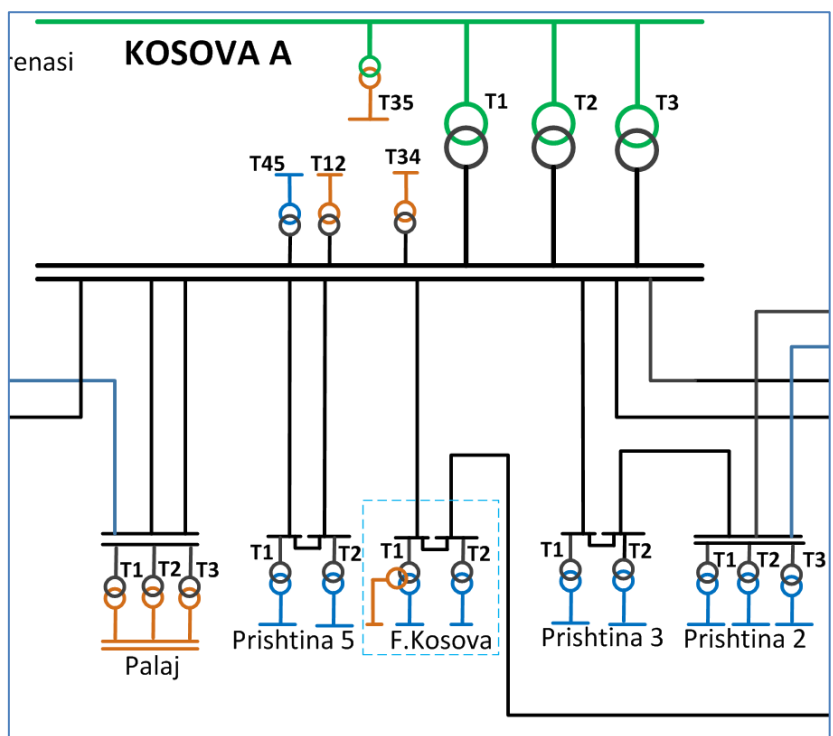 renasi
KOSOVA A
T35
T1
T2
T3
T45
T12
T34
T1
T2
T3
T1
T2
T1
T2
T1
T2
T1
T2
T3
Palaj
Prishtina 5
F.Kosova
Prishtina 3
Prishtina 2